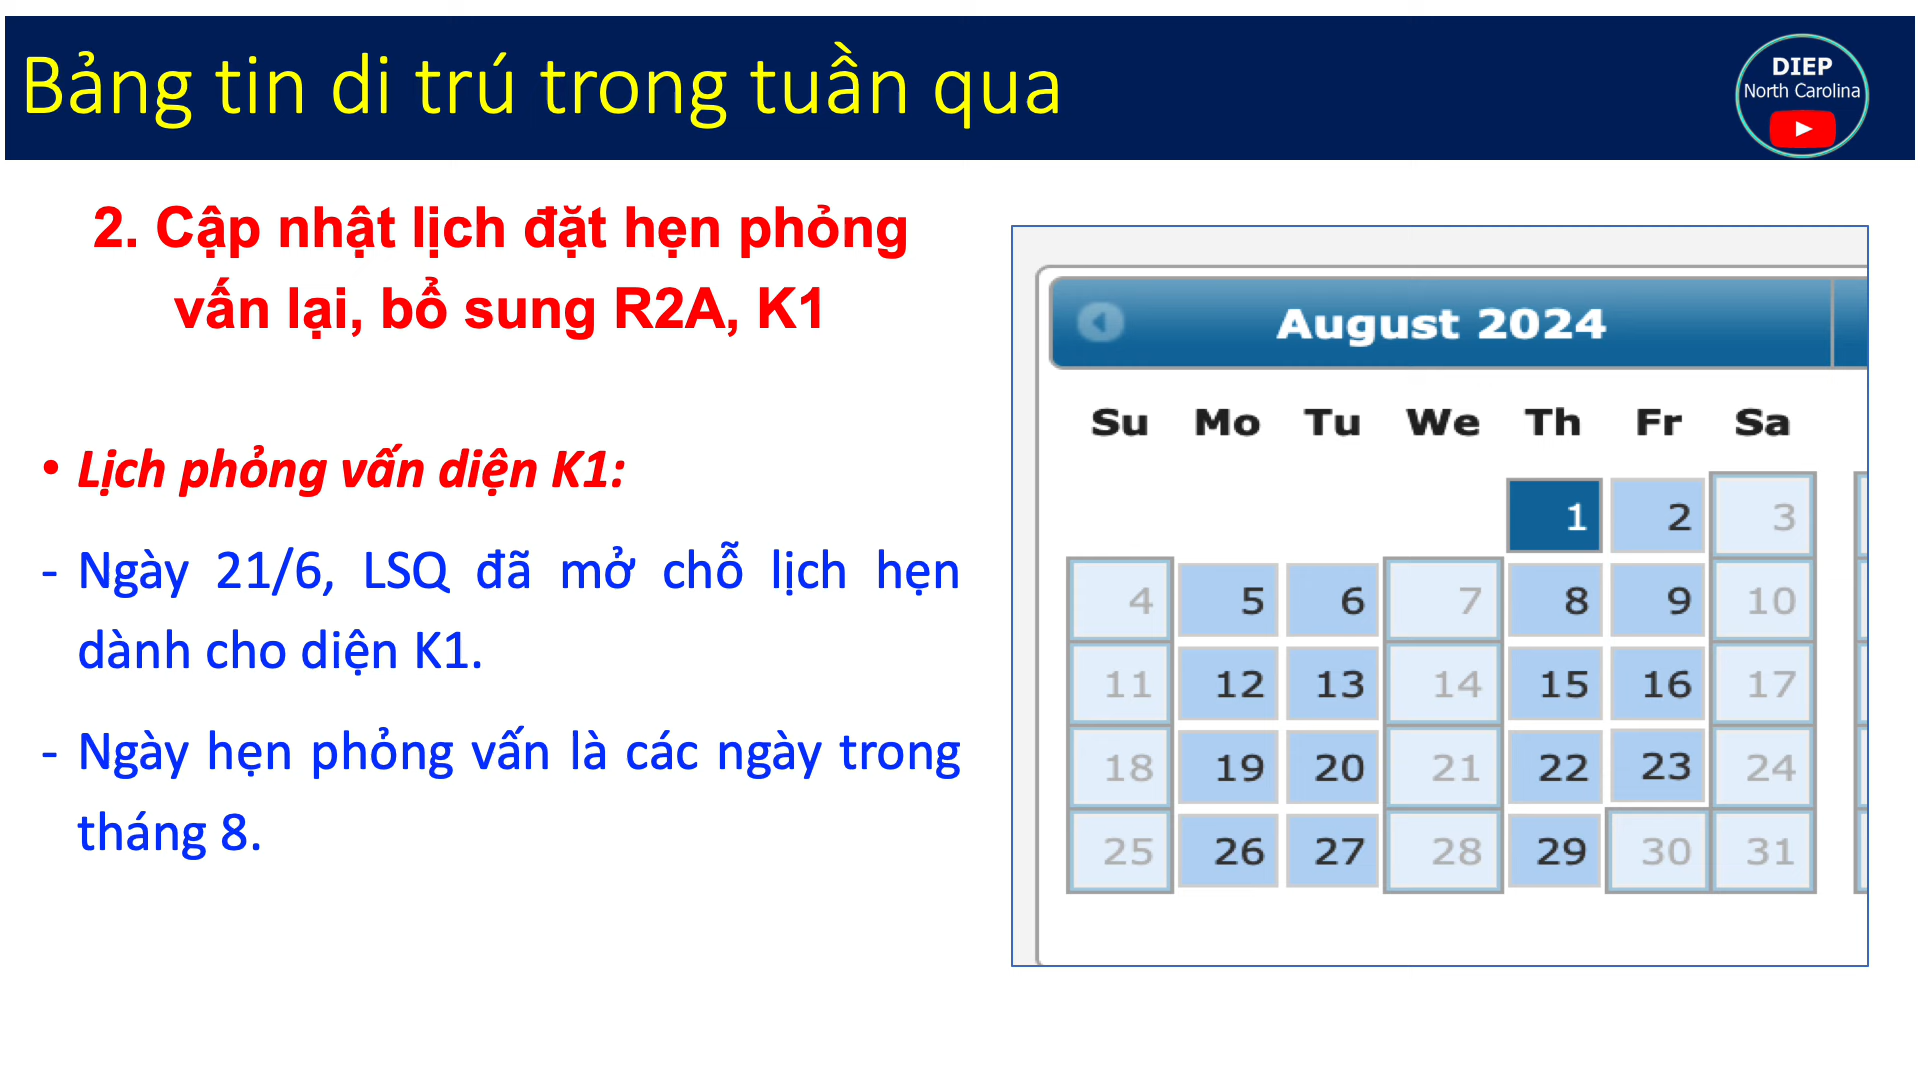 Bảng tin di trú trong tuần qua
DIEP
North Carolina
2. Cập nhật lịch đặt hẹn phỏng
vấn lại, bổ sung R2A, K1
• Lịch phỏng vấn diện K1:
- Ngày 21/6, LSQ đã mở chỗ lịch hẹn
dành cho diện K1.
- Ngày hẹn phỏng vấn là các ngày trong
tháng 8.
August 2024
Su Mo Tu We Th Fr Sa
1 2 3
4 5 6 7 8 9 10
11 12 13 14 15 16 17
18 19 20 21 22 23 24
25 26 27 28 29 30 31